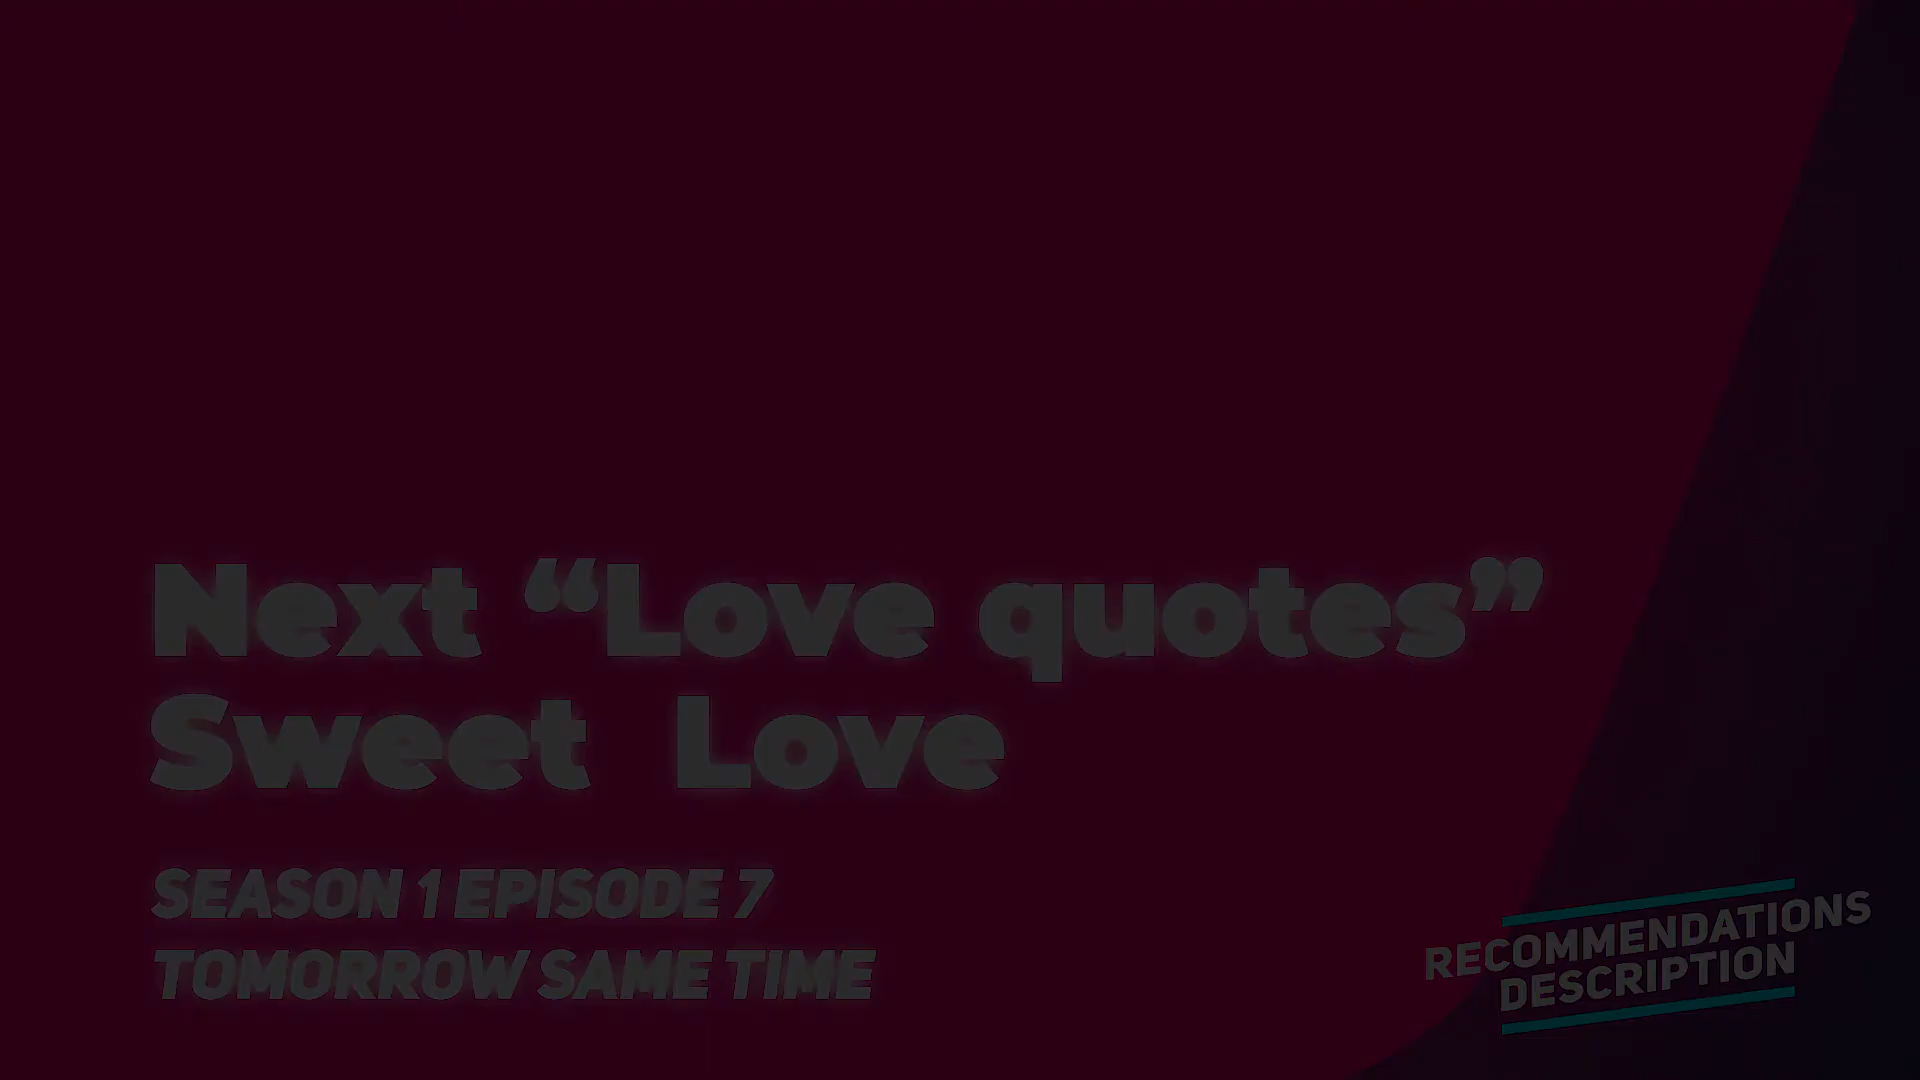 Next “Love quotes”
Sweet Love
SEASON 1 EPISODE 7
TOMORROW SAME TIME
RECOMMENDATIONS
DESCRIPTION